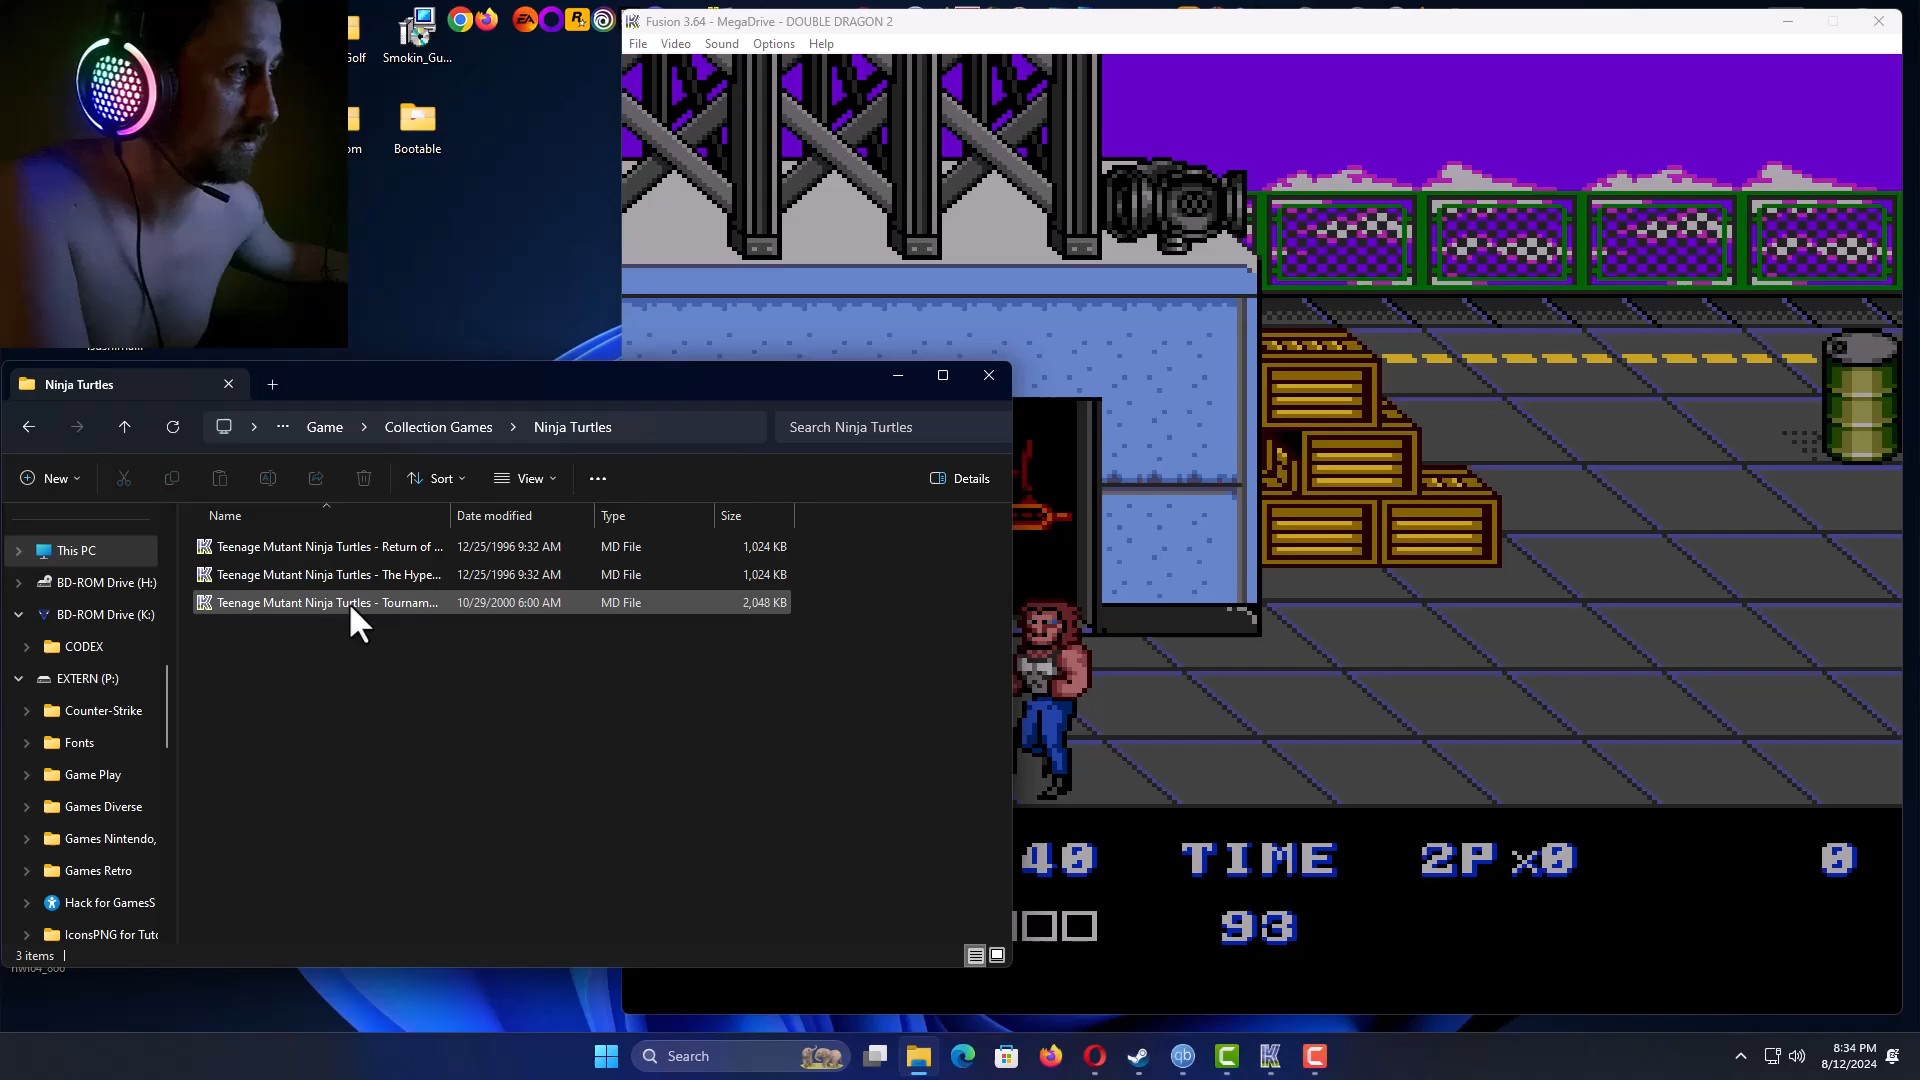 Fusion 3.64 - MegaDrive - DOUBLE DRAGON 2
File Video Sound Options Help
olf
Smokin_Gu...
om
Bootable
Ninja Turtles
Game
Collection Games
Ninja Turtles
Search Ninja Turtles
New
Sort
View
Details
Name
Date modified
Type
Size
Teenage Mutant Ninja Turtles - Return of ... 12/25/1996 9:32 AM MD File 1,024 KB
Teenage Mutant Ninja Turtles - The Hype... 12/25/1996 9:32 AM MD File 1,024 KB
Teenage Mutant Ninja Turtles - Tournam... 10/29/2000 6:00 AM MD File 2,048 KB
This PC
BD-ROM Drive (H:)
BD-ROM Drive (K:)
CODEX
EXTERN (P:)
Counter-Strike
Fonts
Game Play
Games Diverse
Games Nintendo,
Games Retro
Hack for GamesS
IconsPNG for Tuto
3 items
40 TIME 2P x0 0
93
Search
8:34 PM
8/12/2024